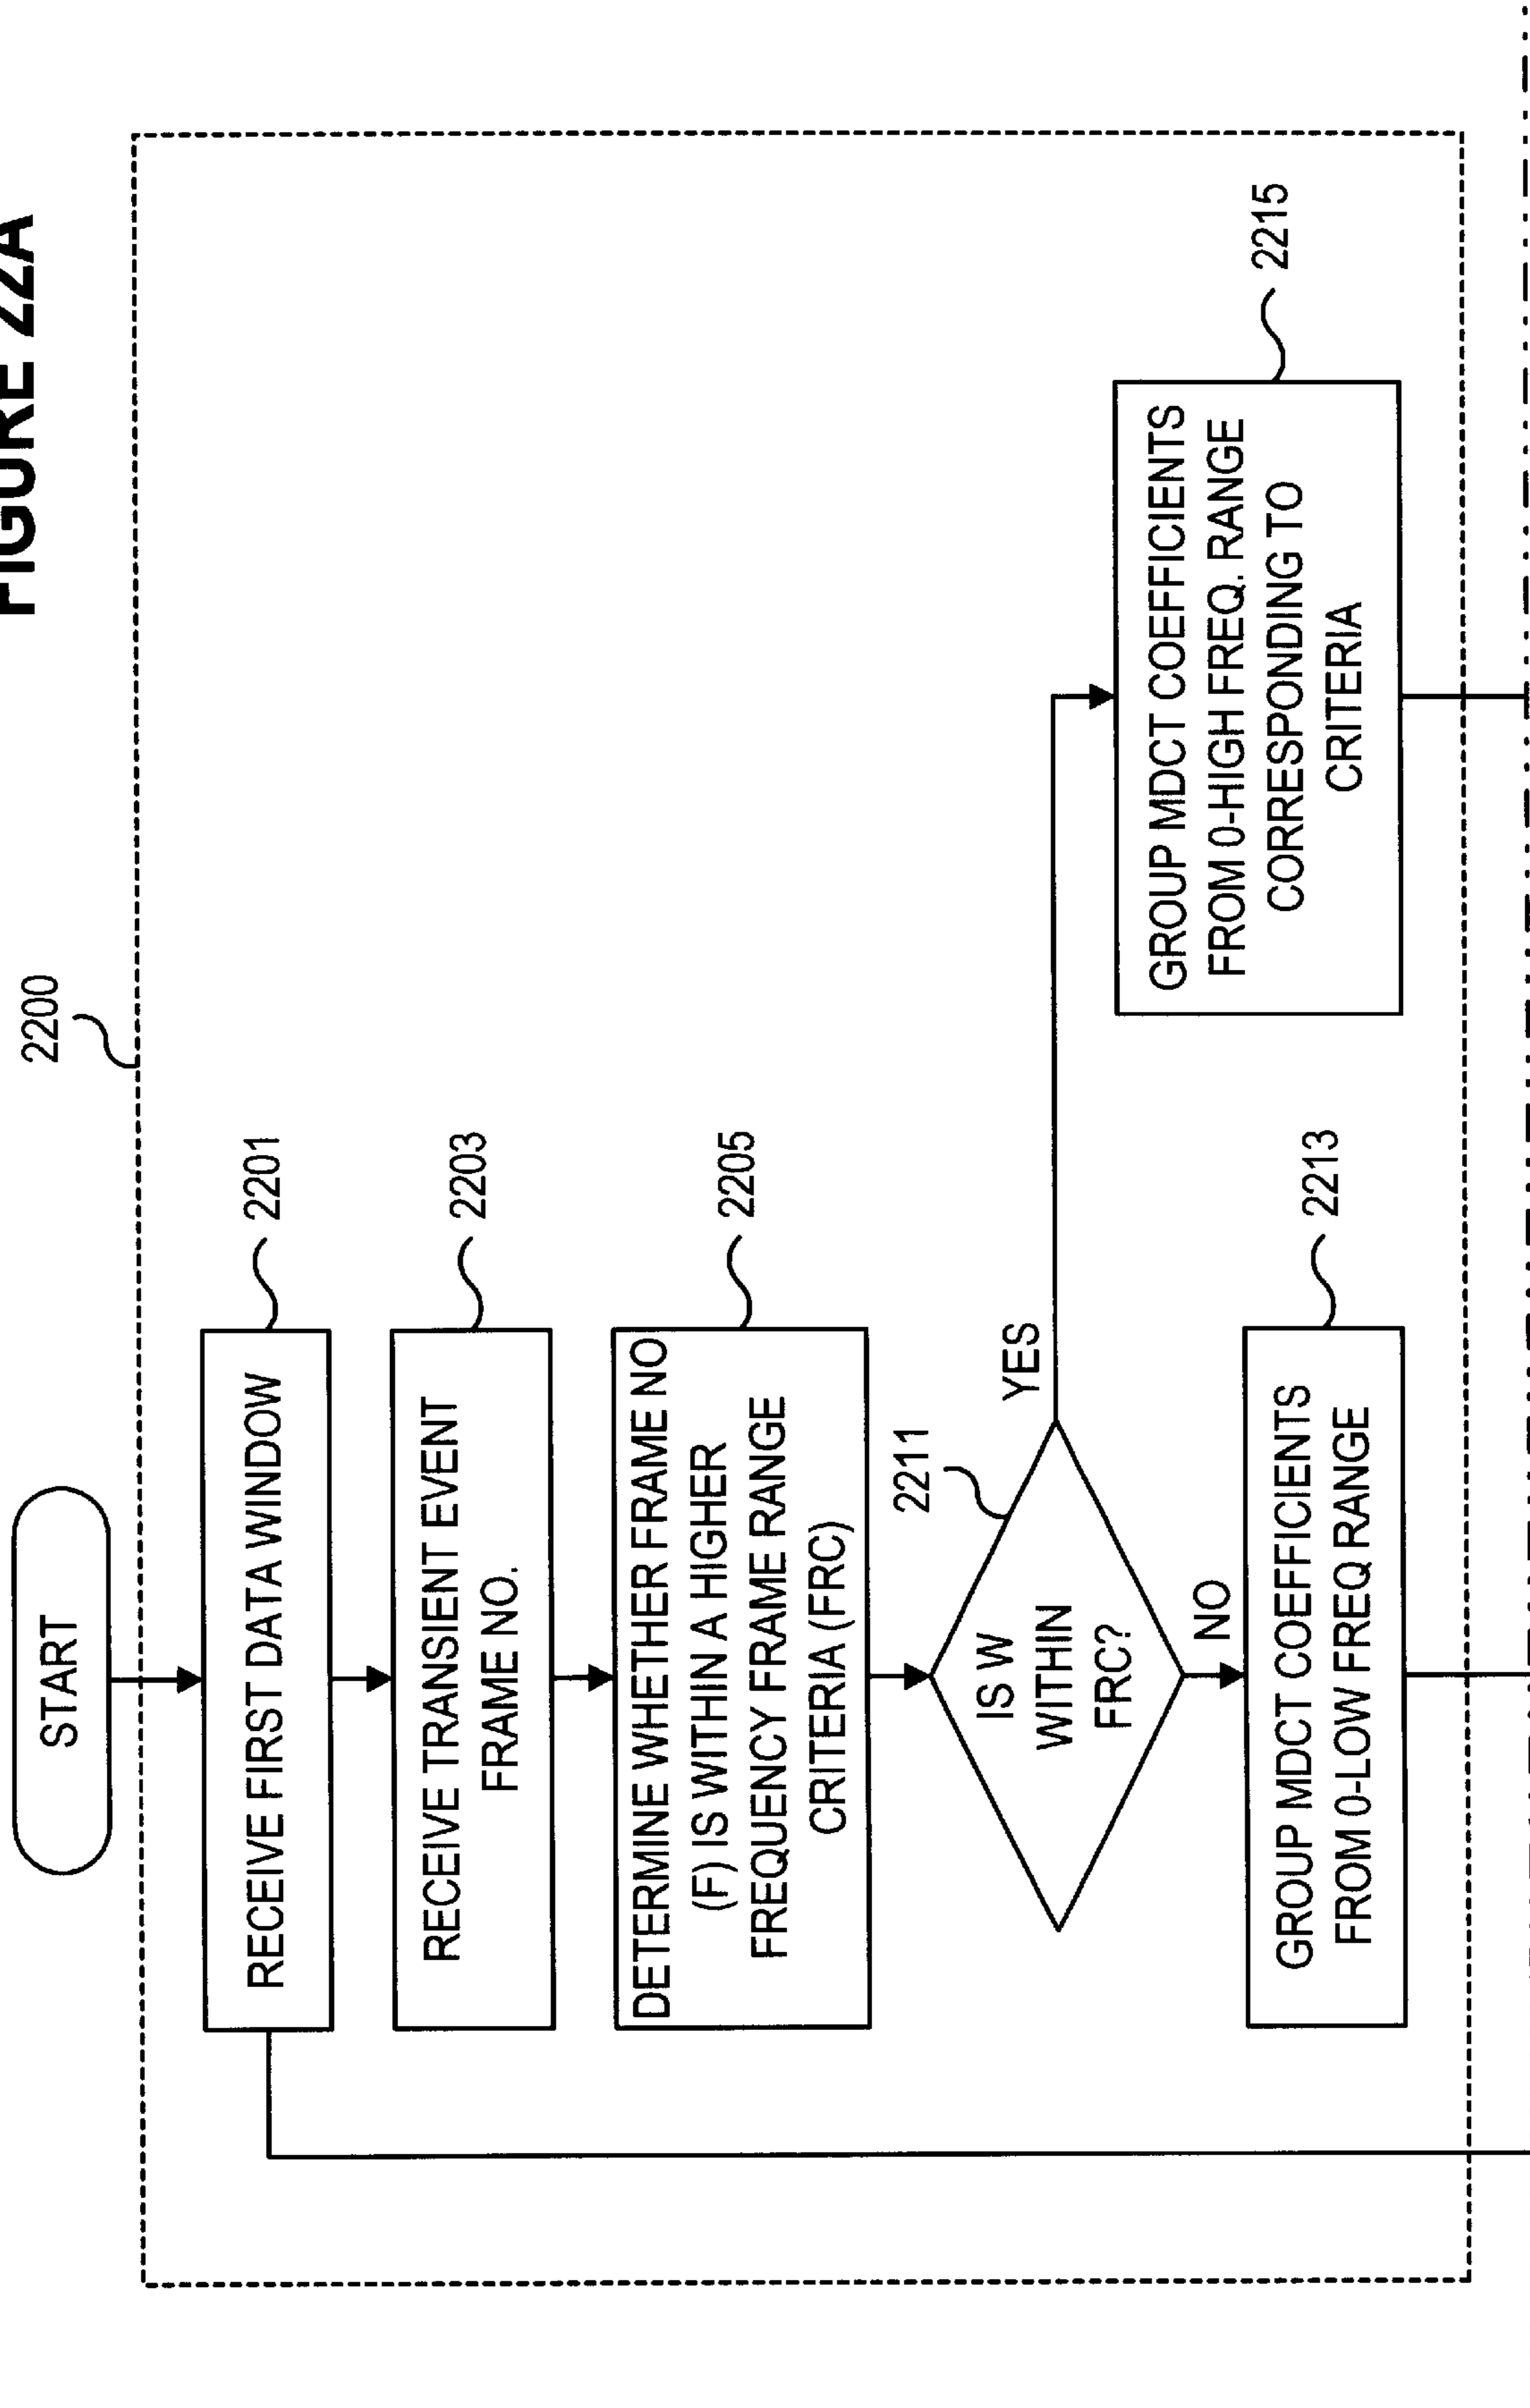 FIGURE 22A
2200
START
RECEIVE FIRST DATA WINDOW
2201
RECEIVE TRANSIENT EVENT
FRAME NO.
2203
DETERMINE WHETHER FRAME NO
(F) IS WITHIN A HIGHER
FREQUENCY FRAME RANGE
CRITERIA (FRC)
2205
2211
IS W
WITHIN
FRC?
YES
NO
GROUP MDCT COEFFICIENTS
FROM 0-HIGH FREQ. RANGE
CORRESPONDING TO
CRITERIA
2215
GROUP MDCT COEFFICIENTS
FROM 0-LOW FREQ RANGE
2213